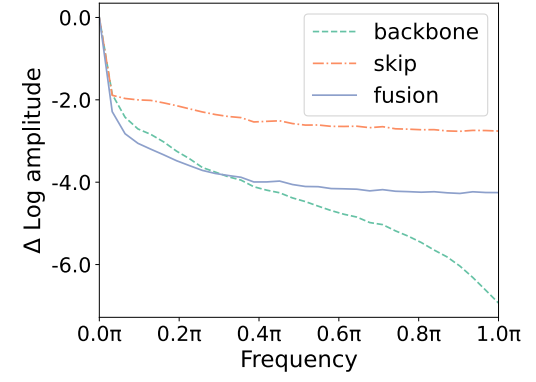 0.0
-2.0
-4.0
-6.0
Δ Log amplitude
backbone
skip
fusion
0.0π 0.2π 0.4π 0.6π 0.8π 1.0π
Frequency